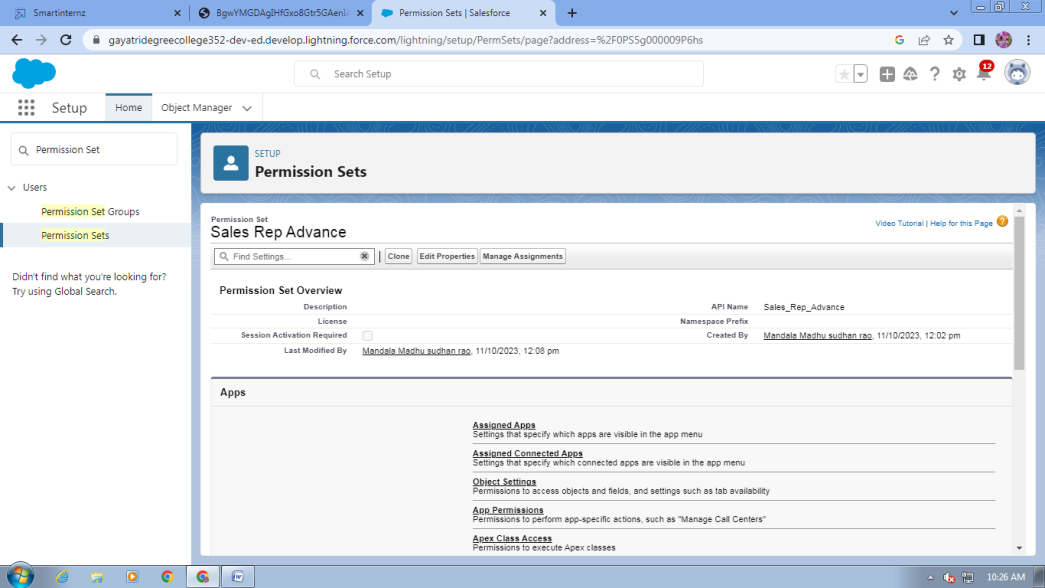 Smartinternz
BgwYMGDAgIHfGxo8Gtr5GAenI
Permission Sets | Salesforce
gayatridegreecollege352-dev-ed.develop.lightning.force.com/lightning/setup/PermSets/page?address=%2F0PS5g000009P6hs
Search Setup
12
Setup
Home
Object Manager
Permission Set
Users
Permission Set Groups
Permission Sets
Didn't find what you're looking for?
Try using Global Search.
SETUP
Permission Sets
Permission Set
Sales Rep Advance
Video Tutorial | Help for this Page
Find Settings...
Clone
Edit Properties
Manage Assignments
Permission Set Overview
Description
API Name Sales_Rep_Advance
License
Namespace Prefix
Session Activation Required
Created By Mandala Madhu sudhan rao, 11/10/2023, 12:02 pm
Last Modified By Mandala Madhu sudhan rao, 11/10/2023, 12:08 pm
Apps
Assigned Apps
Settings that specify which apps are visible in the app menu
Assigned Connected Apps
Settings that specify which connected apps are visible in the app menu
Object Settings
Permissions to access objects and fields, and settings such as tab availability
App Permissions
Permissions to perform app-specific actions, such as "Manage Call Centers"
Apex Class Access
Permissions to execute Apex classes
10:26 AM